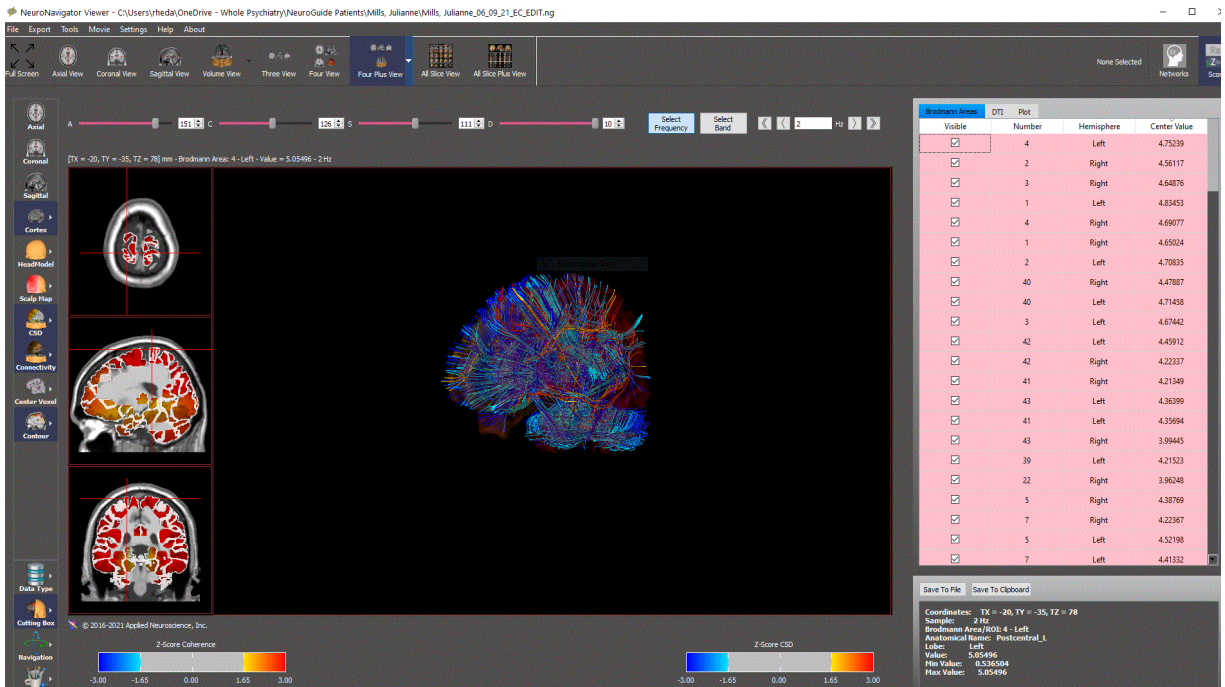 NeuroNavigator Viewer - C:\Users\rheda\OneDrive - Whole Psychiatry\NeuroGuide Patients\Mills, Julianne\Mills, Julianne_06_09_21_EC_EDIT.ng
File Export Tools Movie Settings Help About
Full Screen Axial View Coronal View Sagittal View Volume View Three View Four View Four Plus View All Slice View All Slice Plus View None Selected Networks
Axial
Coronal
Sagittal
Cortex
HeadModel
Scalp Map
CSD
Connectivity
Center Voxel
Contour
Data Type
Cutting Box
Navigation
A 151 C 126 S 111 D 10 Select Frequency Select Band 2 Hz
[TX = -20, TY = -35, TZ = 78] mm - Brodmann Area: 4 - Left - Value = 5.05496 - 2 Hz
© 2016-2021 Applied Neuroscience, Inc.
Z-Score Coherence
-3.00 -1.65 0.00 1.65 3.00
Z-Score CSD
-3.00 -1.65 0.00 1.65 3.00
Brodmann Areas DTI Plot
Visible Number Hemisphere Center Value
4 Left 4.75239
2 Right 4.56117
3 Right 4.64876
1 Left 4.83453
4 Right 4.69077
1 Right 4.65024
2 Left 4.70835
40 Right 4.47887
40 Left 4.71458
3 Left 4.67442
42 Left 4.45912
42 Right 4.22337
41 Right 4.21349
43 Left 4.36399
41 Left 4.35694
43 Right 3.99445
39 Left 4.21523
22 Right 3.96248
5 Right 4.38769
7 Right 4.22367
5 Left 4.52198
7 Left 4.41332
Save To File Save To Clipboard
Coordinates: TX = -20, TY = -35, TZ = 78
Sample: 2 Hz
Brodmann Area/ROI: 4 - Left
Anatomical Name: Postcentral_L
Lobe: Left
Value: 5.05496
Min Value: 0.536504
Max Value: 5.05496